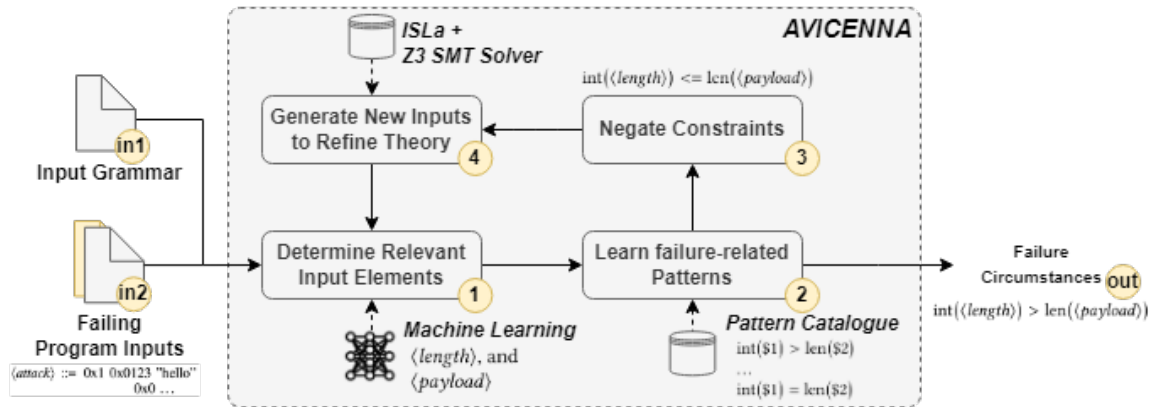 AVICENNA
ISLa +
Z3 SMT Solver
int(⟨length⟩) <= len(⟨payload⟩)
Generate New Inputs
to Refine Theory
4
Negate Constraints
3
in1
Input Grammar
in2
Failing
Program Inputs
⟨attack⟩ ::= 0x1 0x0123 "hello"
0x0 ...
Determine Relevant
Input Elements
1
Learn failure-related
Patterns
2
Machine Learning
⟨length⟩, and
⟨payload⟩
Pattern Catalogue
int($1) > len($2)
...
int($1) = len($2)
Failure
Circumstances
out
int(⟨length⟩) > len(⟨payload⟩)